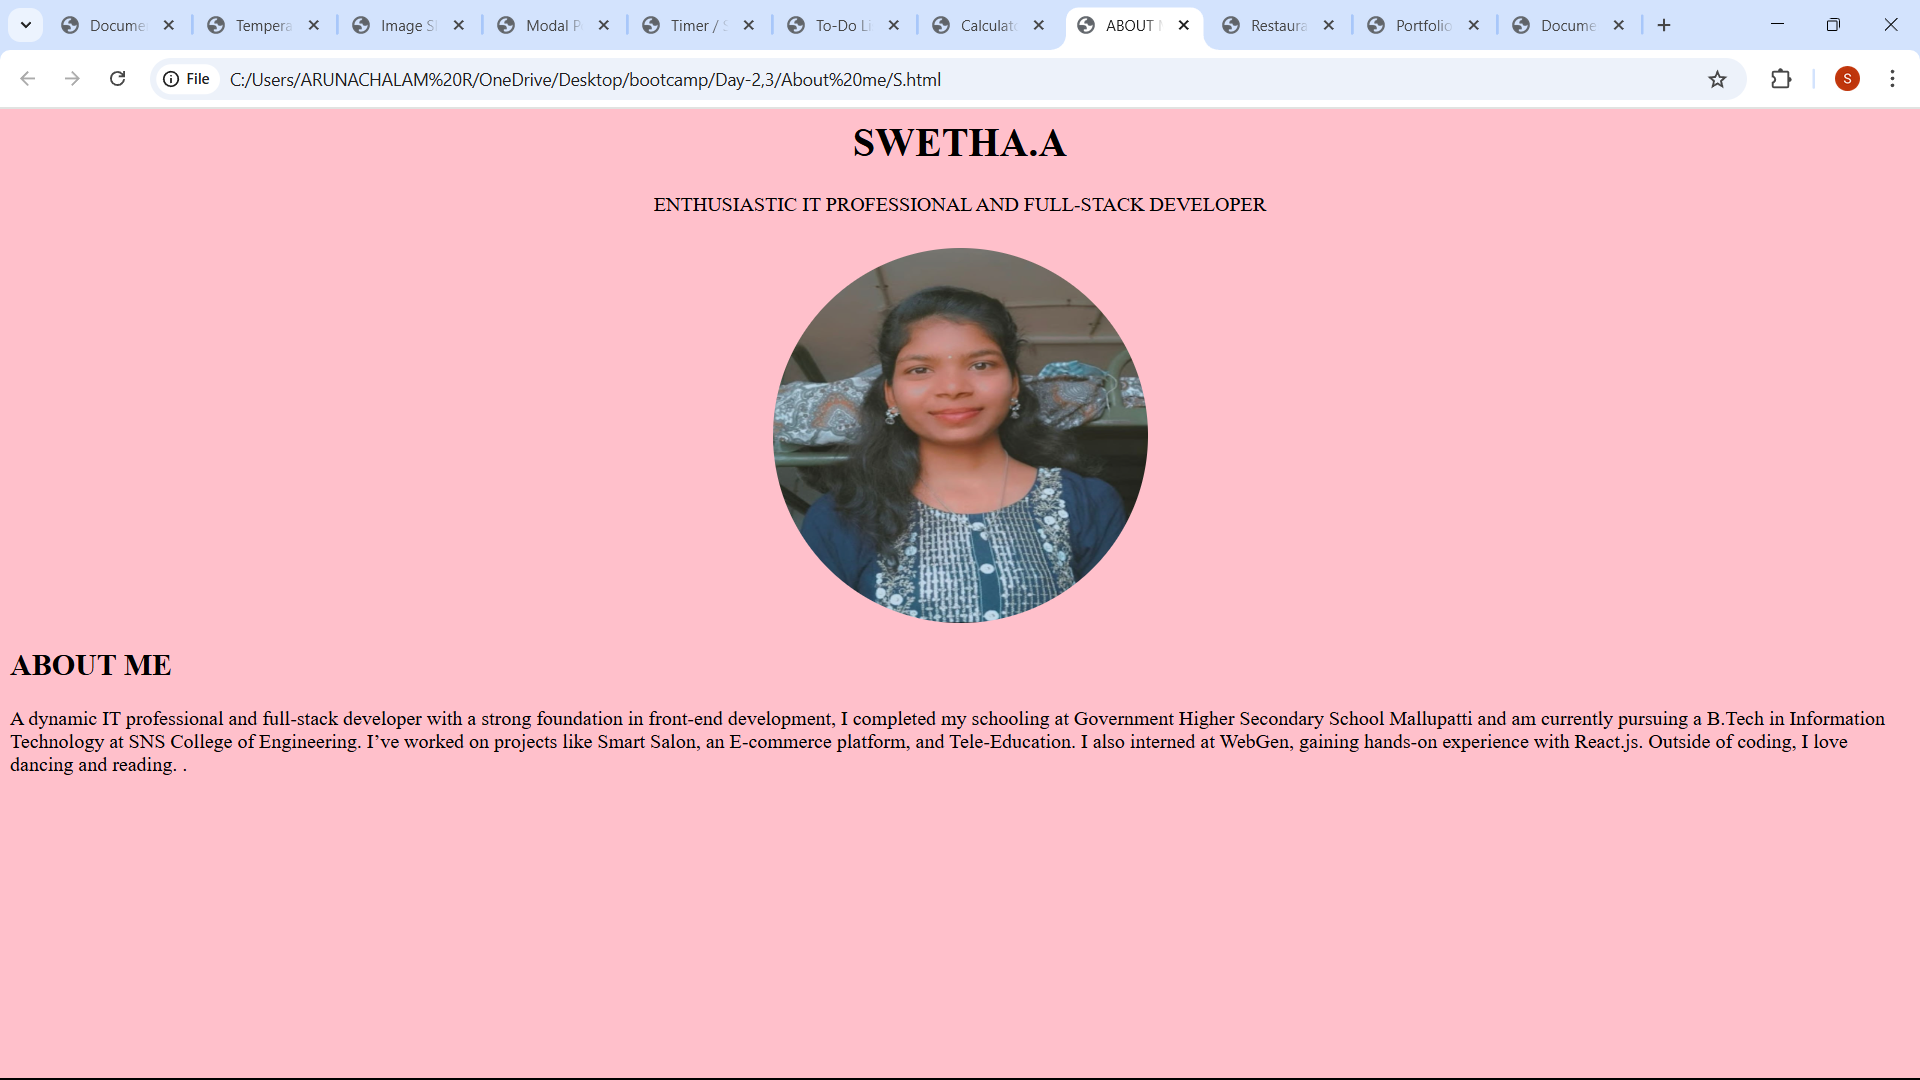 Docume
Tempera
Image Sl
Modal P
Timer / S
To-Do Li
Calculato
ABOUT M
Restaura
Portfolio
Docume
File
C:/Users/ARUNACHALAM%20R/OneDrive/Desktop/bootcamp/Day-2,3/About%20me/S.html
S
SWETHA.A
ENTHUSIASTIC IT PROFESSIONAL AND FULL-STACK DEVELOPER
ABOUT ME
A dynamic IT professional and full-stack developer with a strong foundation in front-end development, I completed my schooling at Government Higher Secondary School Mallupatti and am currently pursuing a B.Tech in Information
Technology at SNS College of Engineering. I’ve worked on projects like Smart Salon, an E-commerce platform, and Tele-Education. I also interned at WebGen, gaining hands-on experience with React.js. Outside of coding, I love
dancing and reading. .